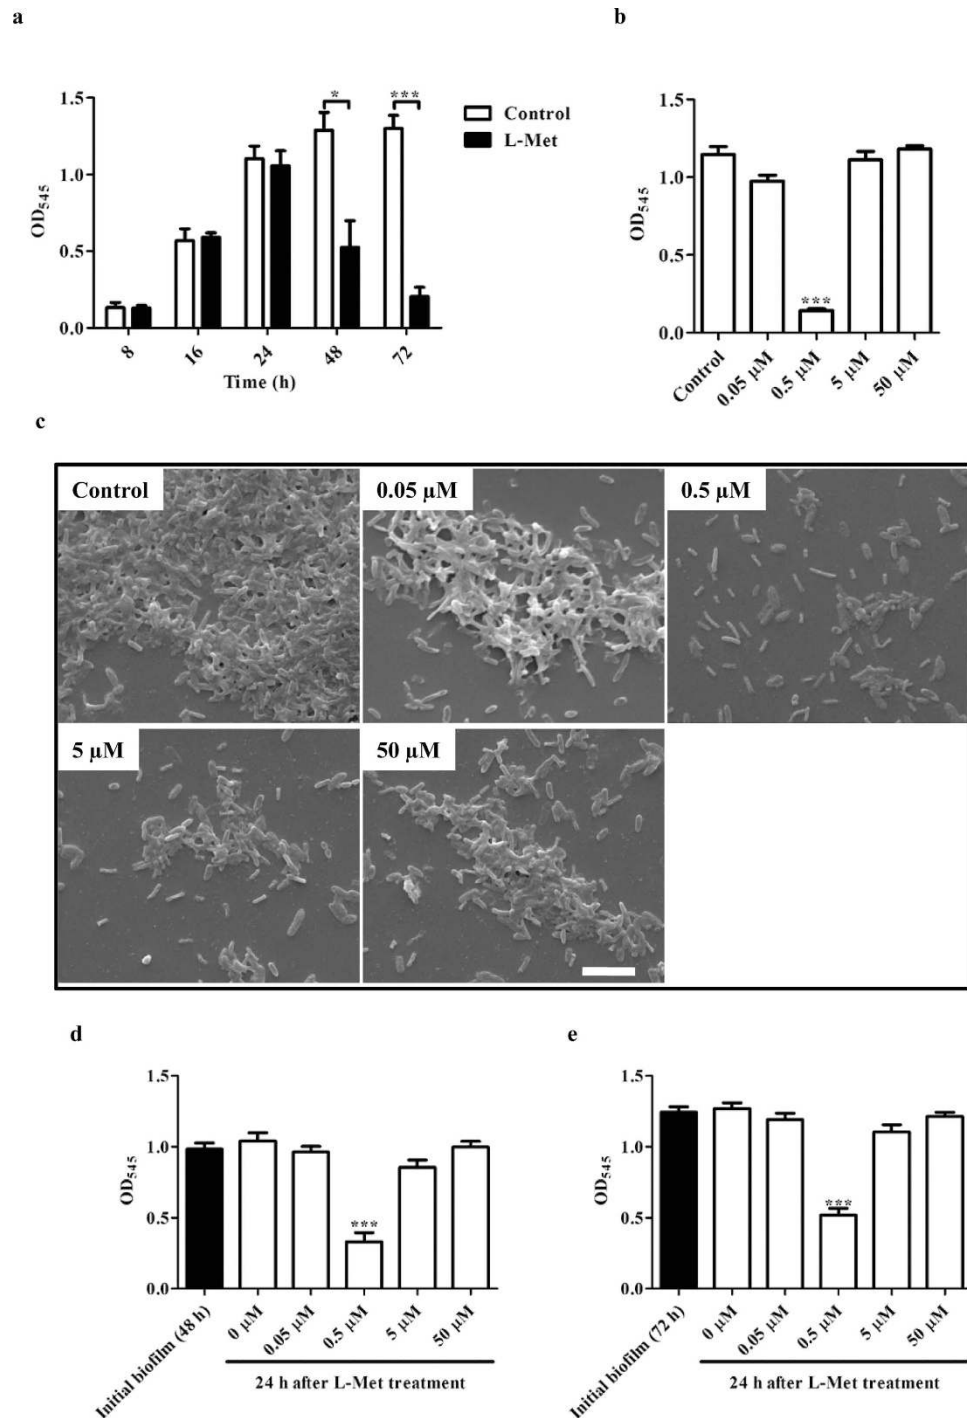 a
b
1.5
1.0
0.5
0.0
OD545
*
***
Control
L-Met
8
16
24
48
72
Time (h)
1.5
1.0
0.5
0.0
OD545
***
Control
0.05 µM
0.5 µM
5 µM
50 µM
c
Control
0.05 µM
0.5 µM
5 µM
50 µM
d
e
1.5
1.0
0.5
0.0
OD545
***
Initial biofilm (48 h)
0 µM
0.05 µM
0.5 µM
5 µM
50 µM
24 h after L-Met treatment
1.5
1.0
0.5
0.0
OD545
***
Initial biofilm (72 h)
0 µM
0.05 µM
0.5 µM
5 µM
50 µM
24 h after L-Met treatment